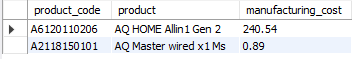 product_code product manufacturing_cost
A6120110206 AQ HOME Allin1 Gen 2 240.54
A2118150101 AQ Master wired x1 Ms 0.89